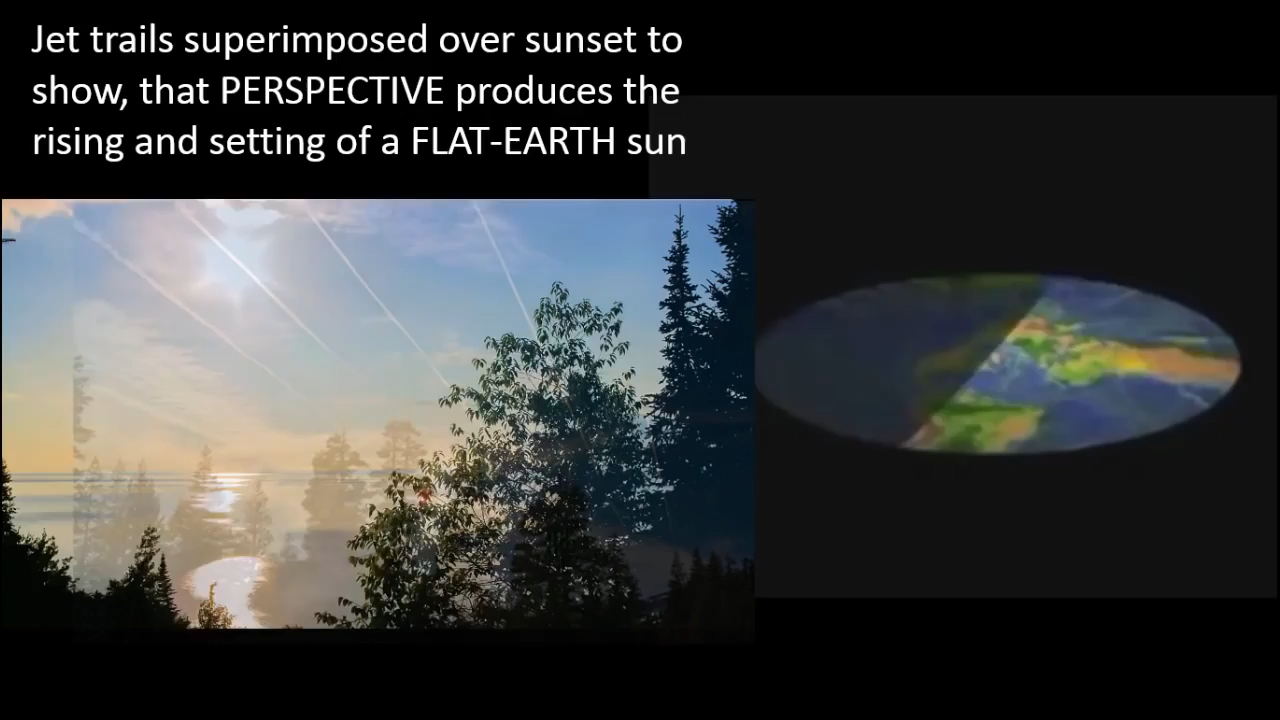 Jet trails superimposed over sunset to
show, that PERSPECTIVE produces the
rising and setting of a FLAT-EARTH sun